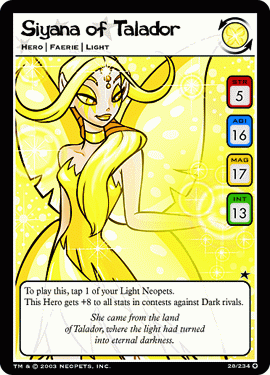 Siyana of Talador
Hero | Faerie | Light
STR
5
AGI
16
MAG
17
INT
13
To play this, tap 1 of your Light Neopets.
This Hero gets +8 to all stats in contests against Dark rivals.
She came from the land
of Talador, where the light had turned
into eternal darkness.
TM & © 2003 NEOPETS, INC.
28/234